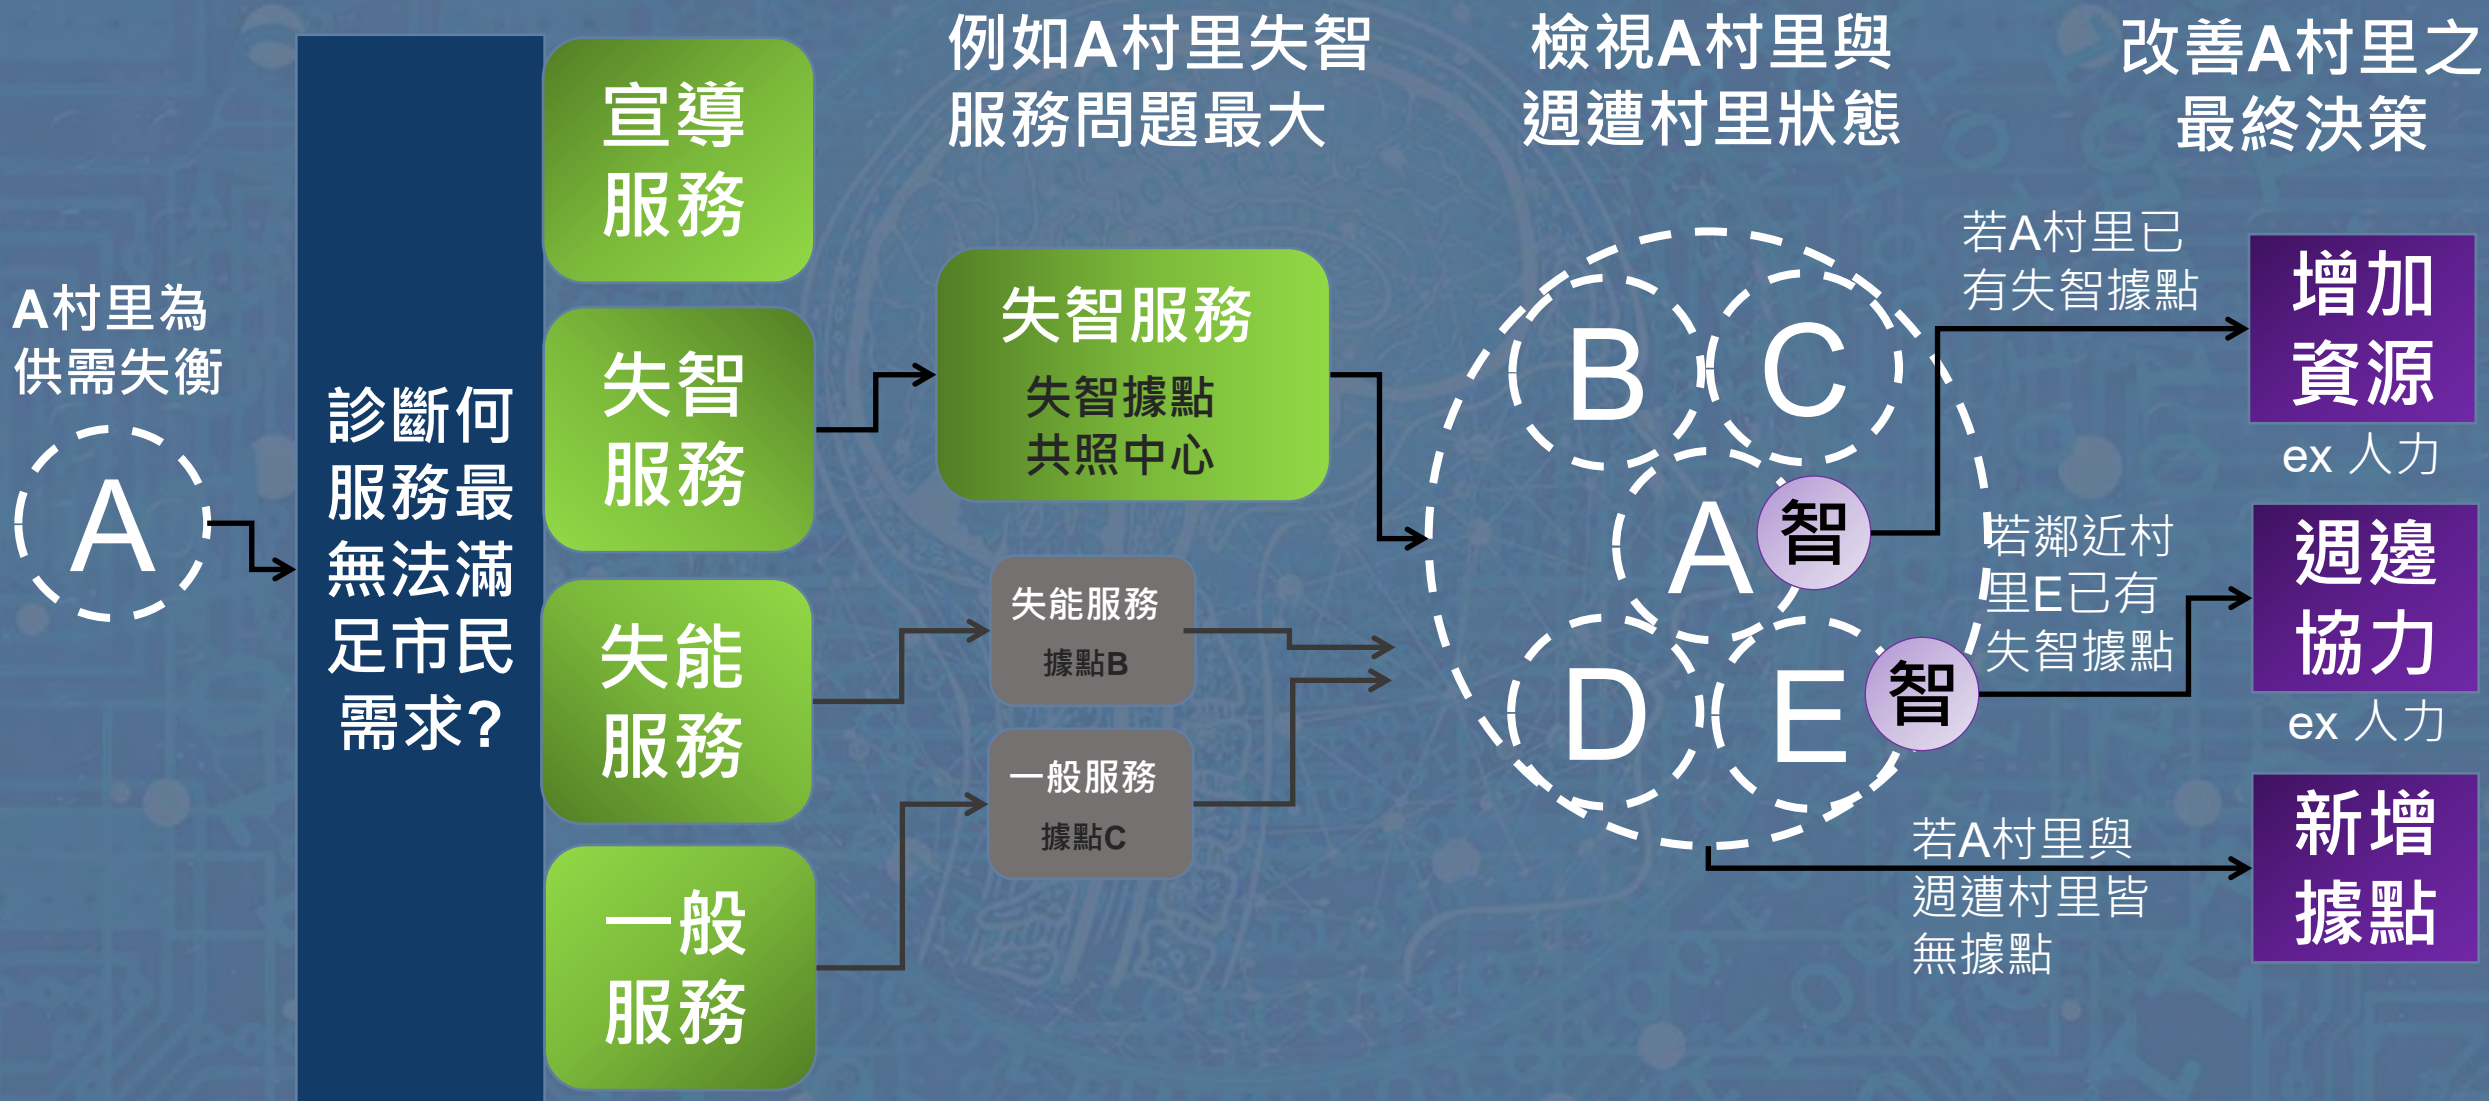 A村里為
供需失衡
A
診斷何
服務最
無法滿
足市民
需求?
宣導
服務
失智
服務
失能
服務
一般
服務
例如A村里失智
服務問題最大
失智服務
失智據點
共照中心
失能服務
據點B
一般服務
據點C
檢視A村里與
週遭村里狀態
B
C
A
智
D
E
智
改善A村里之
最終決策
若A村里已
有失智據點
增加
資源
ex 人力
若鄰近村
里E已有
失智據點
週邊
協力
ex 人力
若A村里與
週遭村里皆
無據點
新增
據點